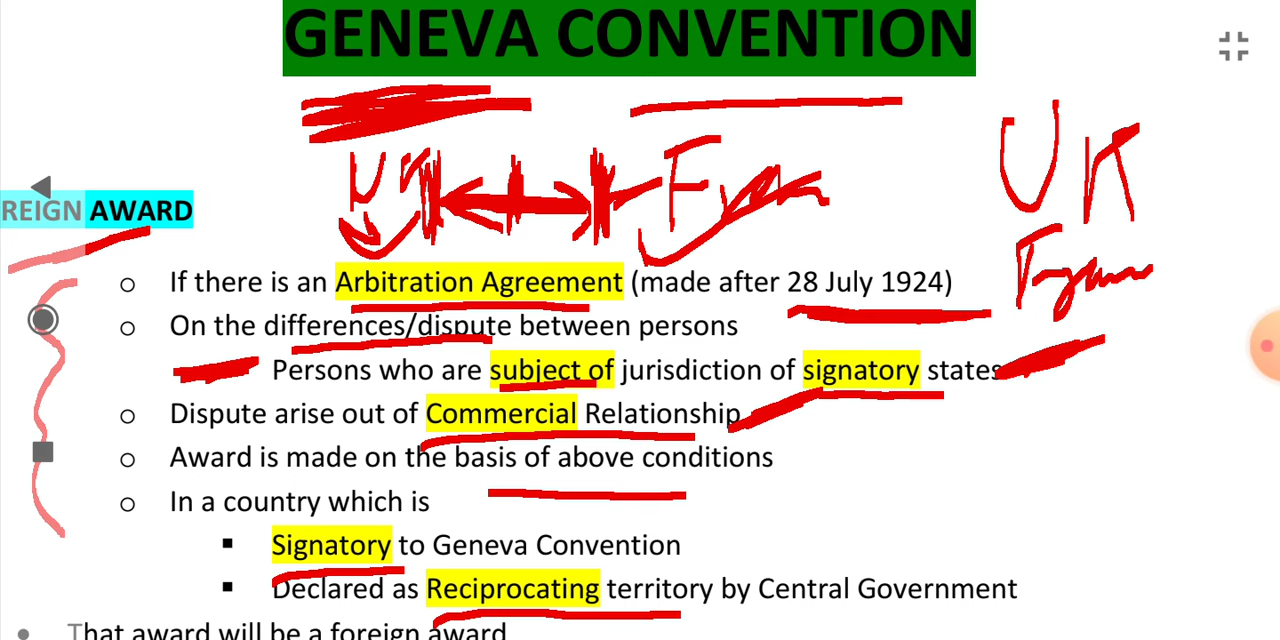 GENEVA CONVENTION
UK
UK
REIGN AWARD
o If there is an Arbitration Agreement (made after 28 July 1924)
o On the differences/dispute between persons
Persons who are subject of jurisdiction of signatory states
o Dispute arise out of Commercial Relationship
o Award is made on the basis of above conditions
o In a country which is
▪ Signatory to Geneva Convention
▪ Declared as Reciprocating territory by Central Government
• That award will be a foreign award